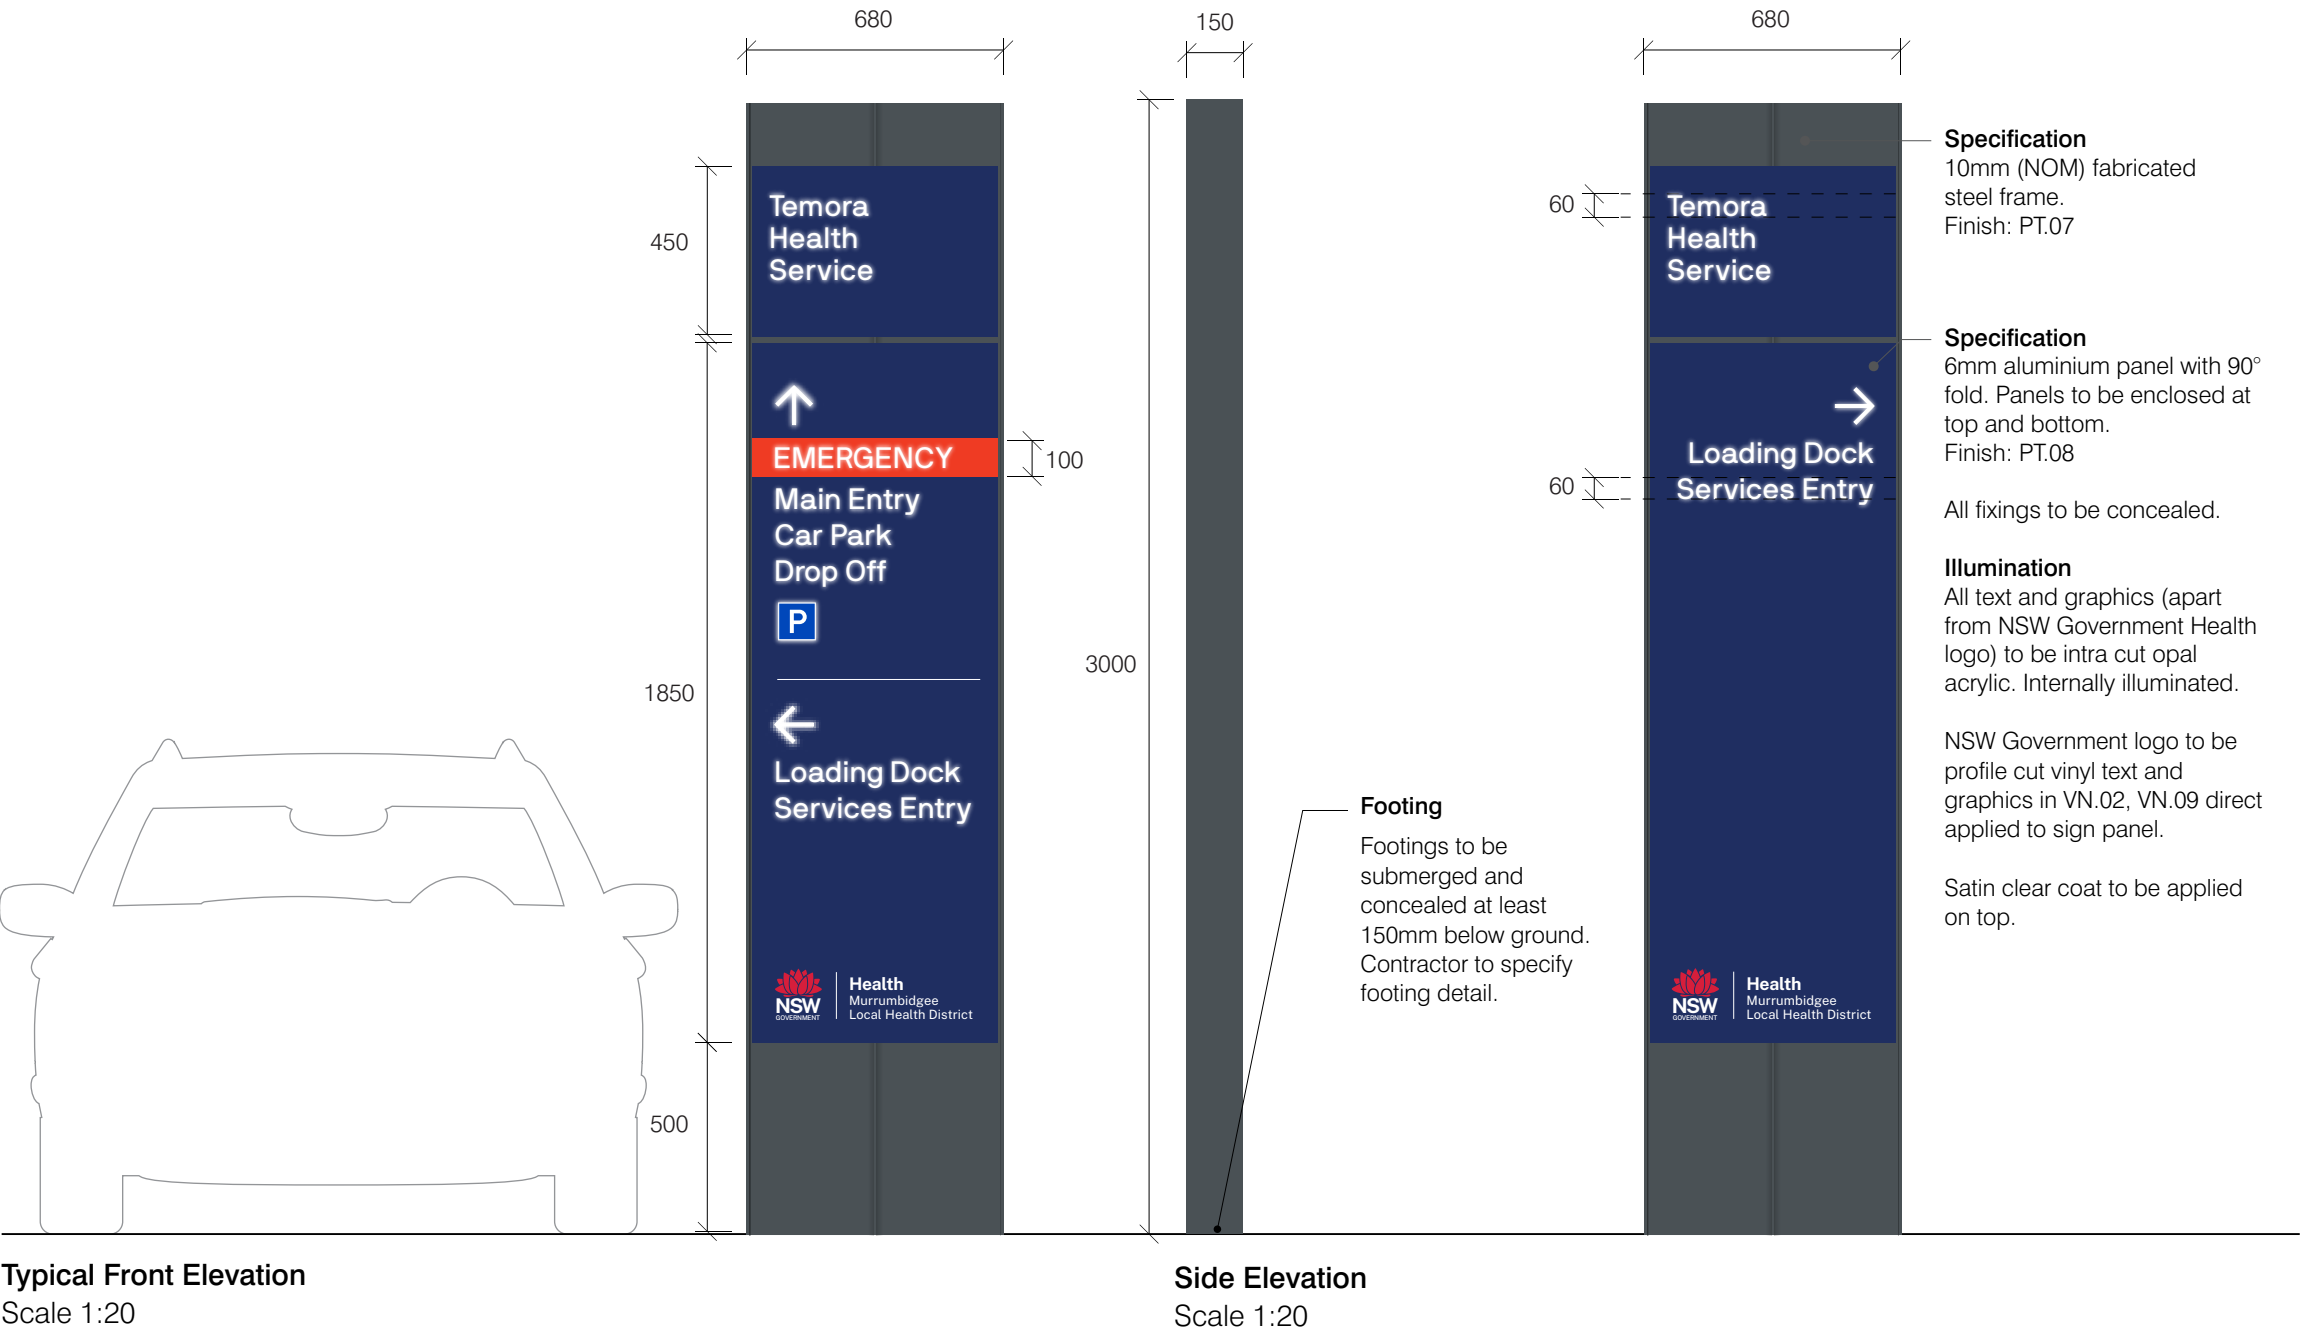 680
150
680
450
1850
500
Temora
Health
Service
EMERGENCY
100
Main Entry
Car Park
Drop Off
P
Loading Dock
Services Entry
NSW
GOVERNMENT
Health
Murrumbidgee
Local Health District
3000
Footing
Footings to be
submerged and
concealed at least
150mm below ground.
Contractor to specify
footing detail.
60
60
Temora
Health
Service
Loading Dock
Services Entry
NSW
GOVERNMENT
Health
Murrumbidgee
Local Health District
Specification
10mm (NOM) fabricated
steel frame.
Finish: PT.07
Specification
6mm aluminium panel with 90°
fold. Panels to be enclosed at
top and bottom.
Finish: PT.08
All fixings to be concealed.
Illumination
All text and graphics (apart
from NSW Government Health
logo) to be intra cut opal
acrylic. Internally illuminated.
NSW Government logo to be
profile cut vinyl text and
graphics in VN.02, VN.09 direct
applied to sign panel.
Satin clear coat to be applied
on top.
Typical Front Elevation
Scale 1:20
Side Elevation
Scale 1:20